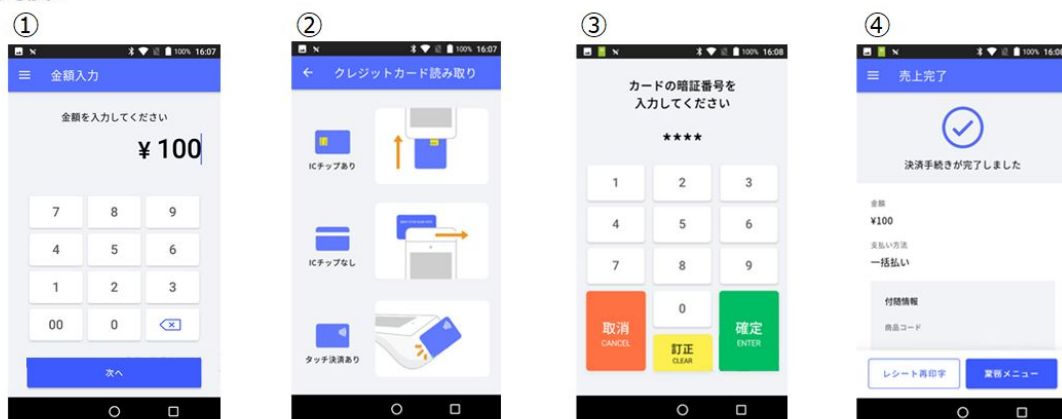 ①
100% 16:07
金額入力
金額を入力してください
¥ 100
7 8 9
4 5 6
1 2 3
00 0
次へ
②
100% 16:07
クレジットカード読み取り
ICチップあり
ICチップなし
タッチ決済あり
③
100% 16:08
カードの暗証番号を
入力してください
****
1 2 3
4 5 6
7 8 9
取消
CANCEL
0
訂正
CLEAR
確定
ENTER
④
100% 16:08
売上完了
決済手続きが完了しました
金額
¥100
支払い方法
一括払い
付随情報
商品コード
レシート再印字
業務メニュー